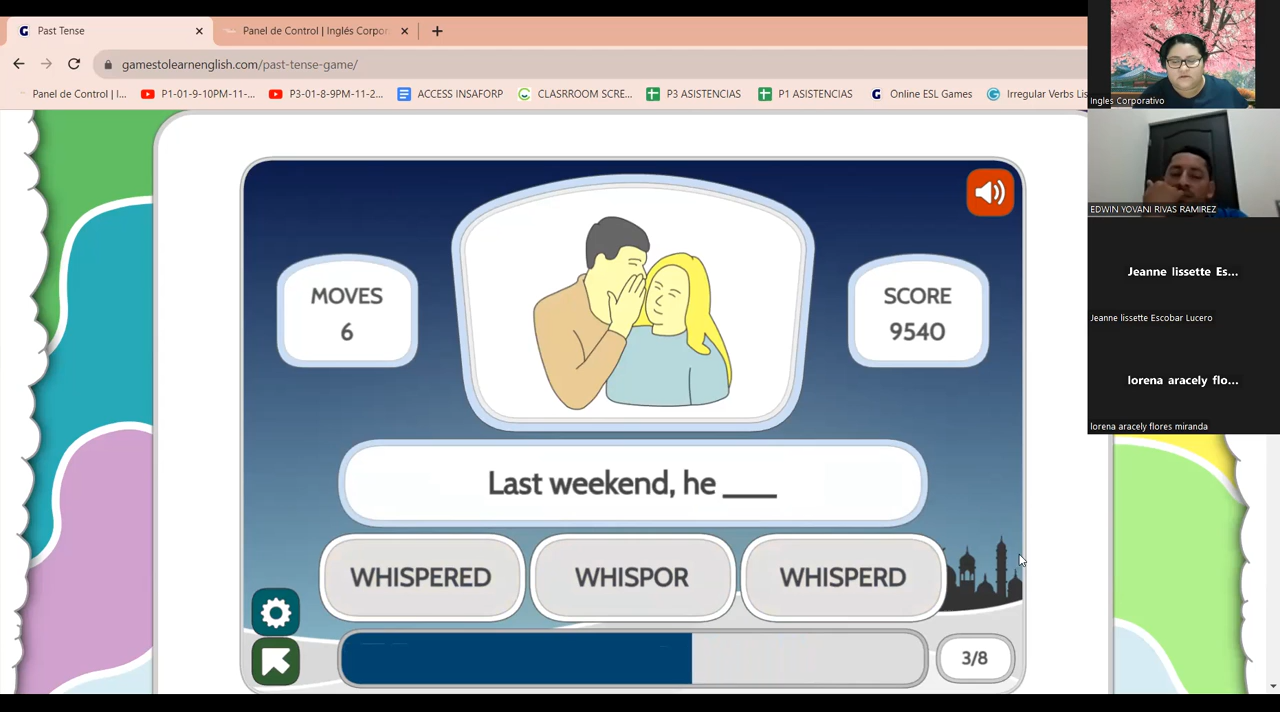 Past Tense
Panel de Control | Inglés Corpor
gamestolearnenglish.com/past-tense-game/
Panel de Control | I...
P1-01-9-10PM-11-...
P3-01-8-9PM-11-2...
ACCESS INSAFORP
CLASRROOM SCRE...
P3 ASISTENCIAS
P1 ASISTENCIAS
Online ESL Games
Irregular Verbs Lis
Ingles Corporativo
EDWIN YOVANI RIVAS RAMIREZ
Jeanne lissette Es...
Jeanne lissette Escobar Lucero
lorena aracely flo...
lorena aracely flores miranda
MOVES
6
SCORE
9540
Last weekend, he ____
WHISPERED
WHISPOR
WHISPERD
3/8